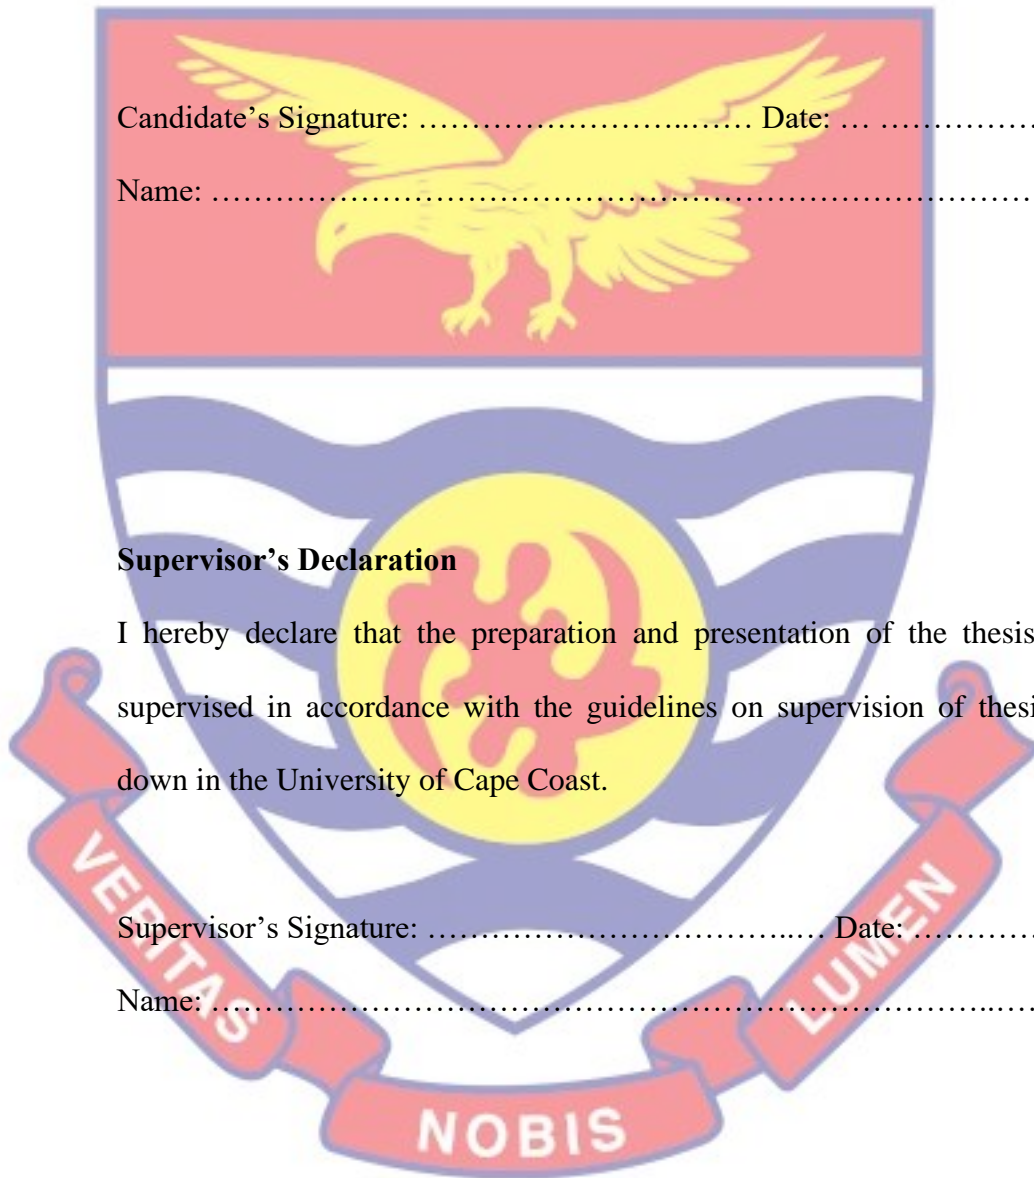 Candidate’s Signature: ……………………..…… Date: … ……………
Name: ……………………………………………………………………
Supervisor’s Declaration
I hereby declare that the preparation and presentation of the thesis
supervised in accordance with the guidelines on supervision of thesi
down in the University of Cape Coast.
Supervisor’s Signature: ……………………………..… Date: …………
Name: ………………………………………………………………..…
VERITAS
NOBIS
LUMEN